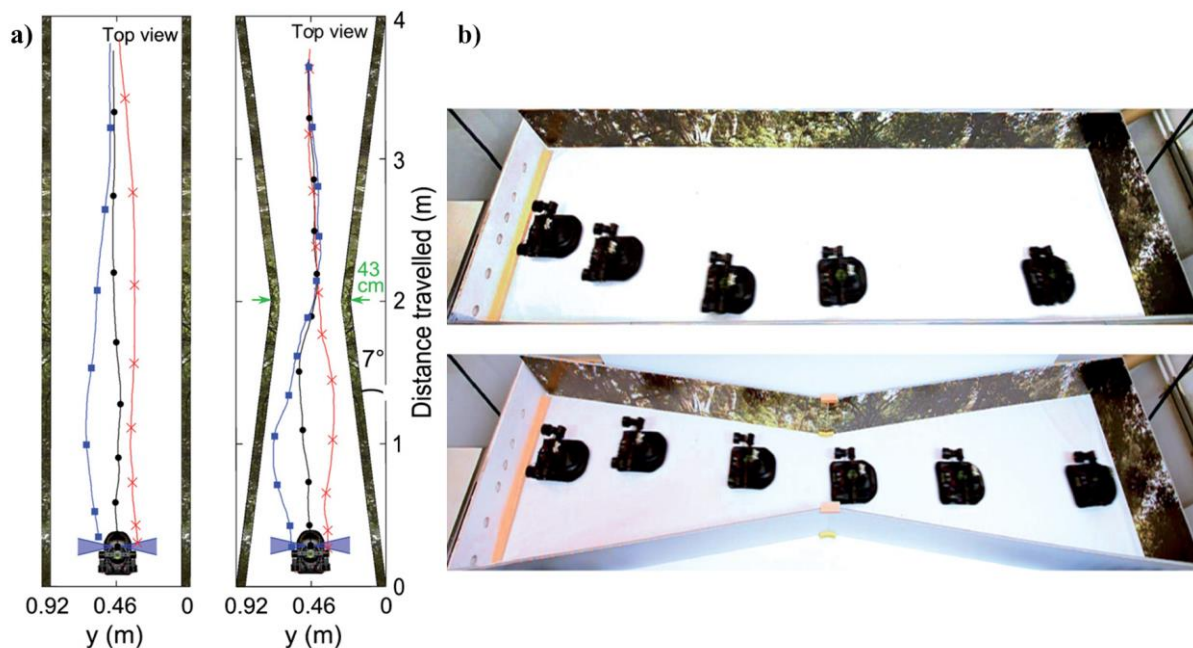 a)
Top view
Top view
4
3
2
1
0
Distance travelled (m)
43
cm
7°
0.92 0.46 0
y (m)
0.92 0.46 0
y (m)
b)